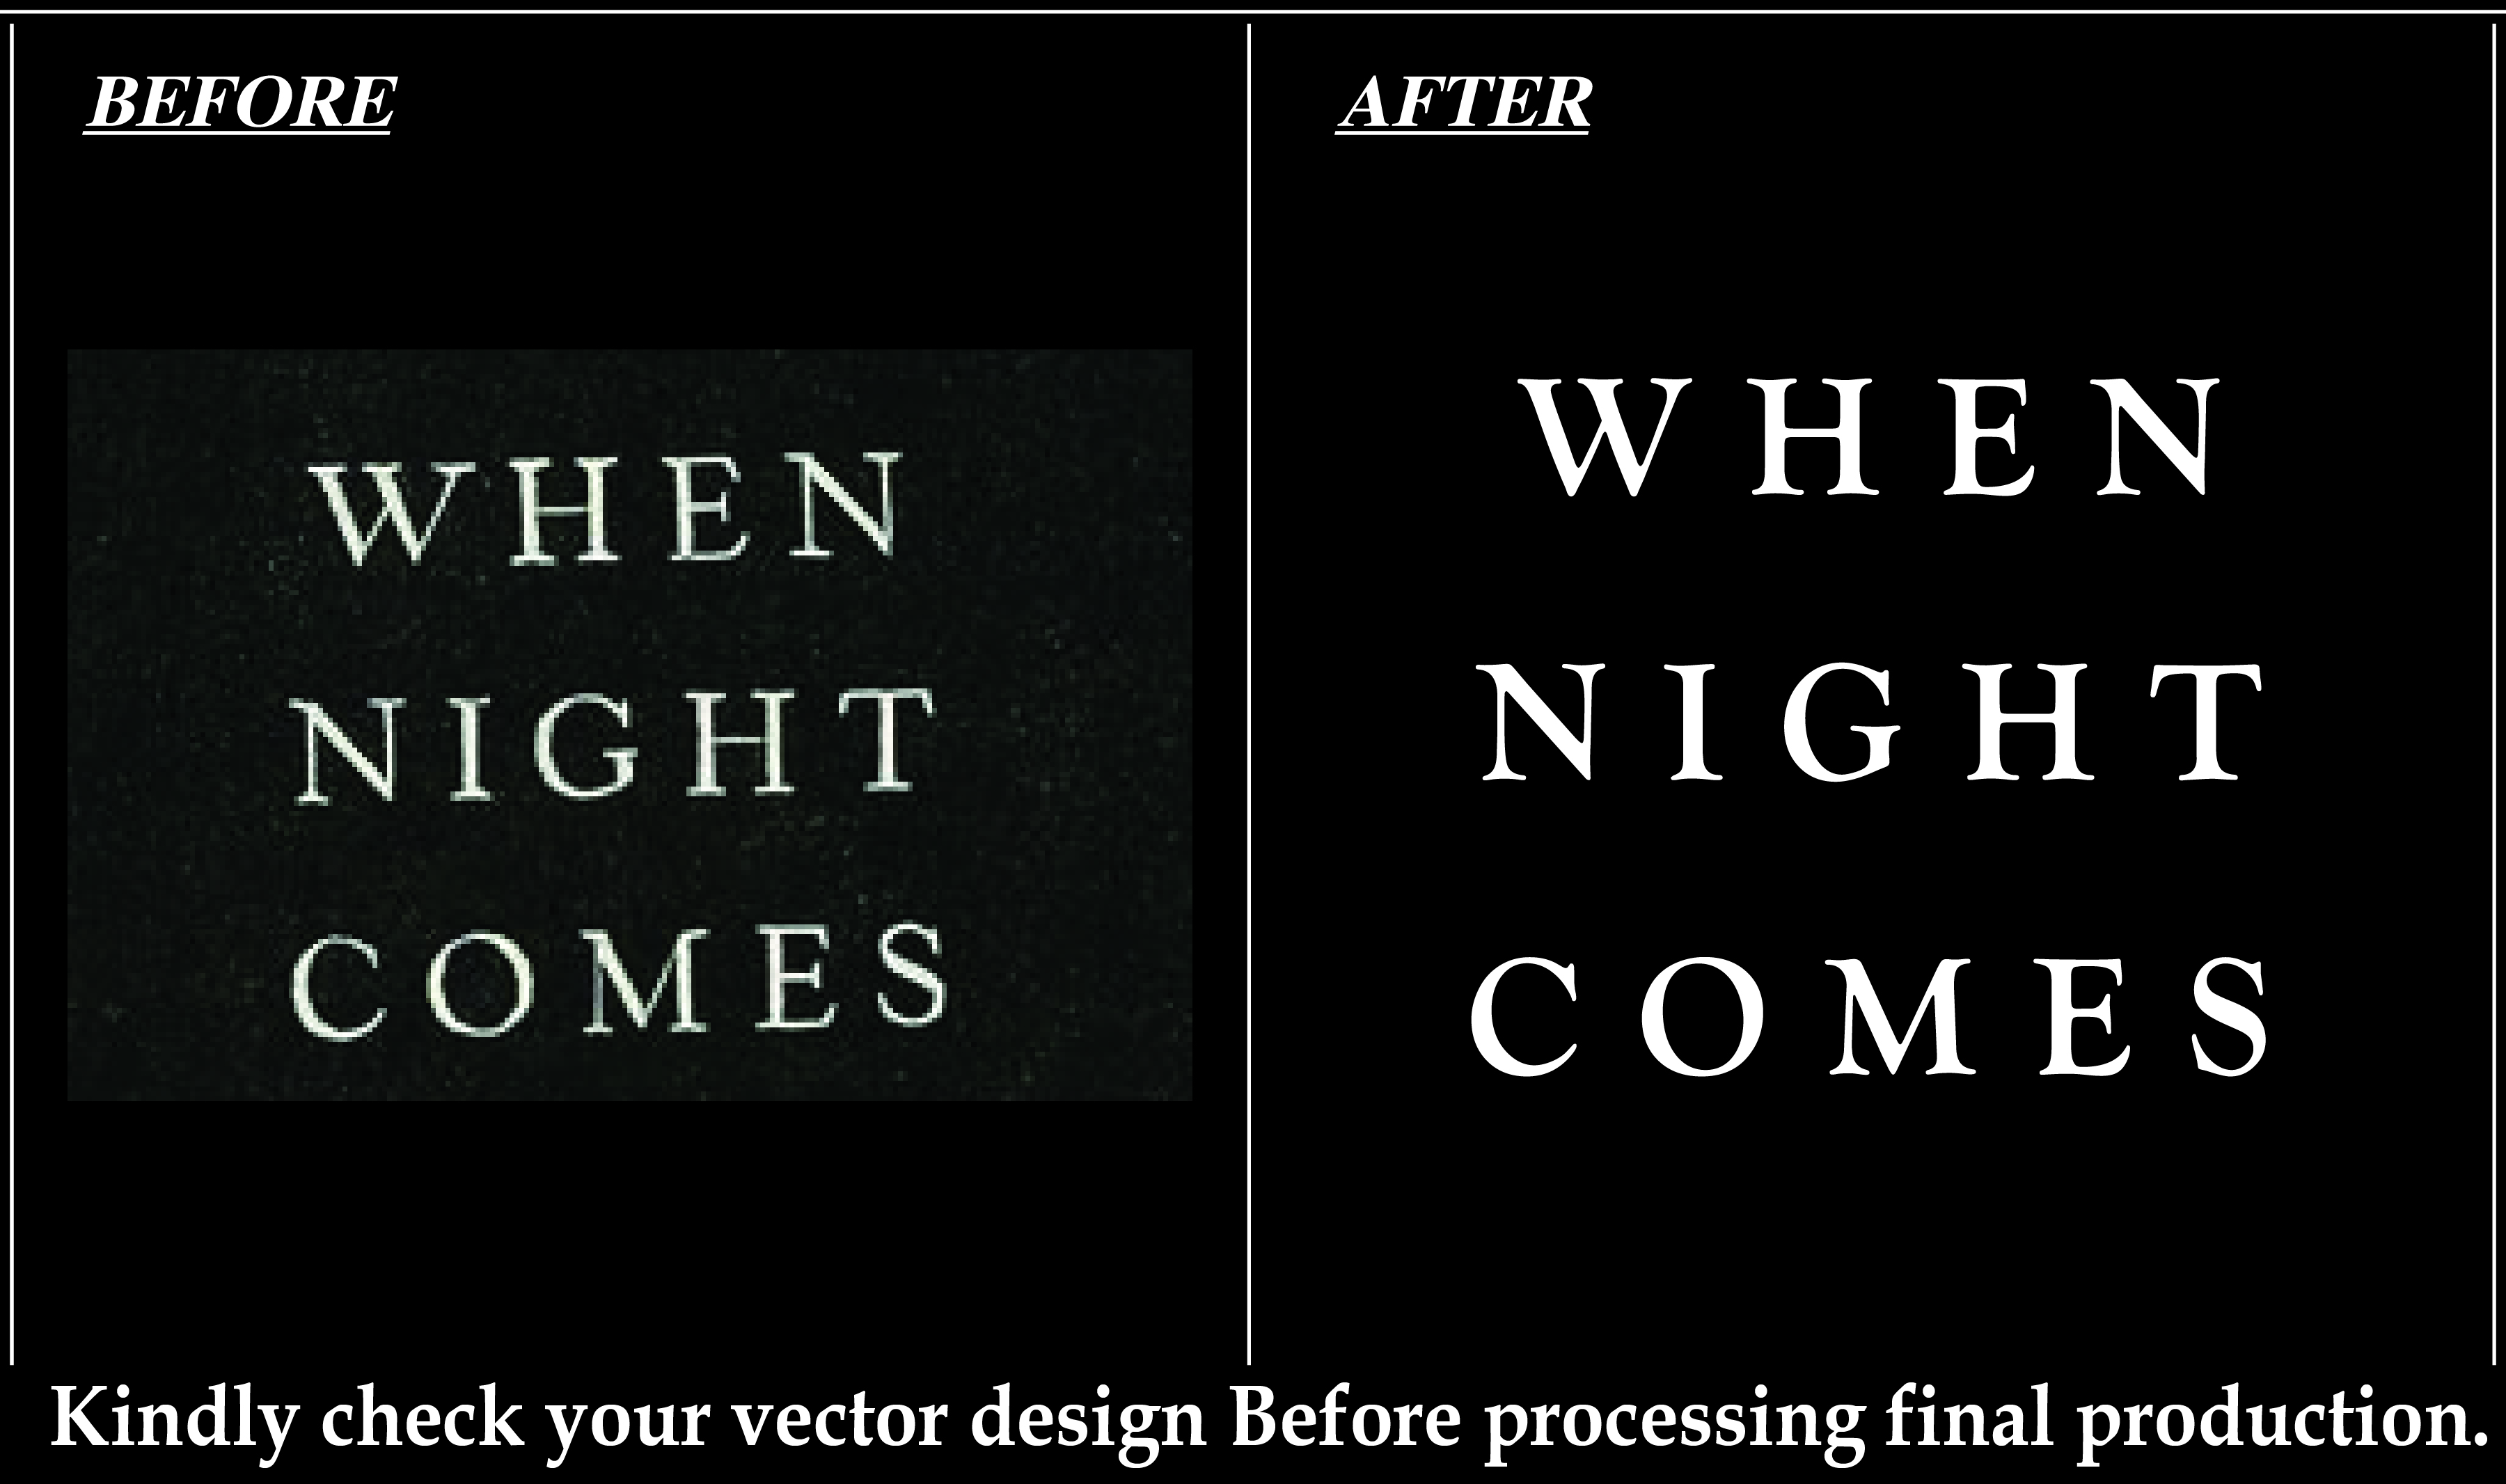 BEFORE
WHEN
NIGHT
COMES
AFTER
WHEN
NIGHT
COMES
Kindly check your vector design Before processing final production.